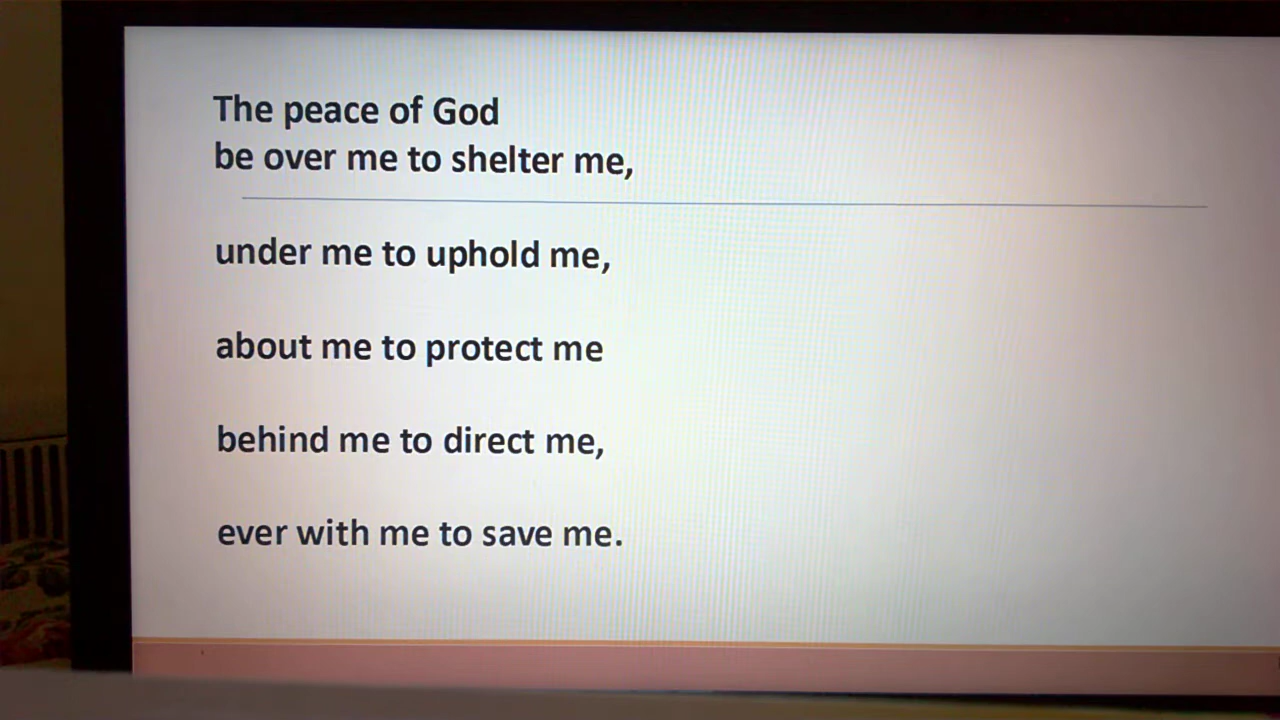 The peace of God
be over me to shelter me,
under me to uphold me,
about me to protect me
behind me to direct me,
ever with me to save me.